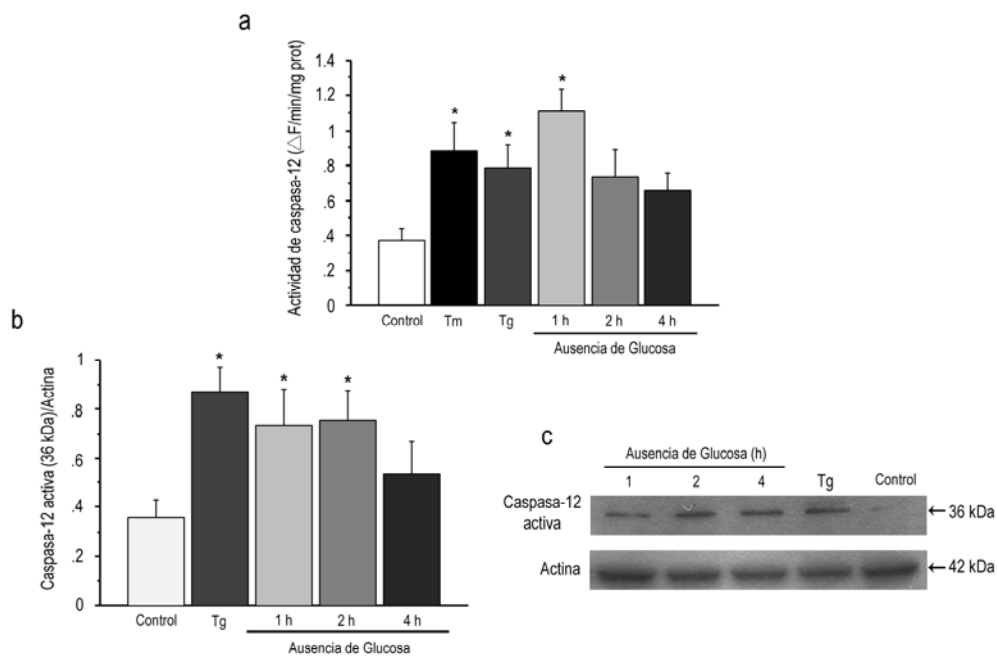 a
Actividad de caspasa-12 (△F/min/mg prot)
1.4
1.2
1
.8
.6
.4
.2
0
*
*
*
Control Tm Tg 1 h 2 h 4 h
Ausencia de Glucosa
b
Caspasa-12 activa (36 kDa)/Actina
1
.8
.6
.4
.2
0
*
*
*
Control Tg 1 h 2 h 4 h
Ausencia de Glucosa
c
Ausencia de Glucosa (h)
1 2 4 Tg Control
Caspasa-12
activa
←36 kDa
Actina
←42 kDa